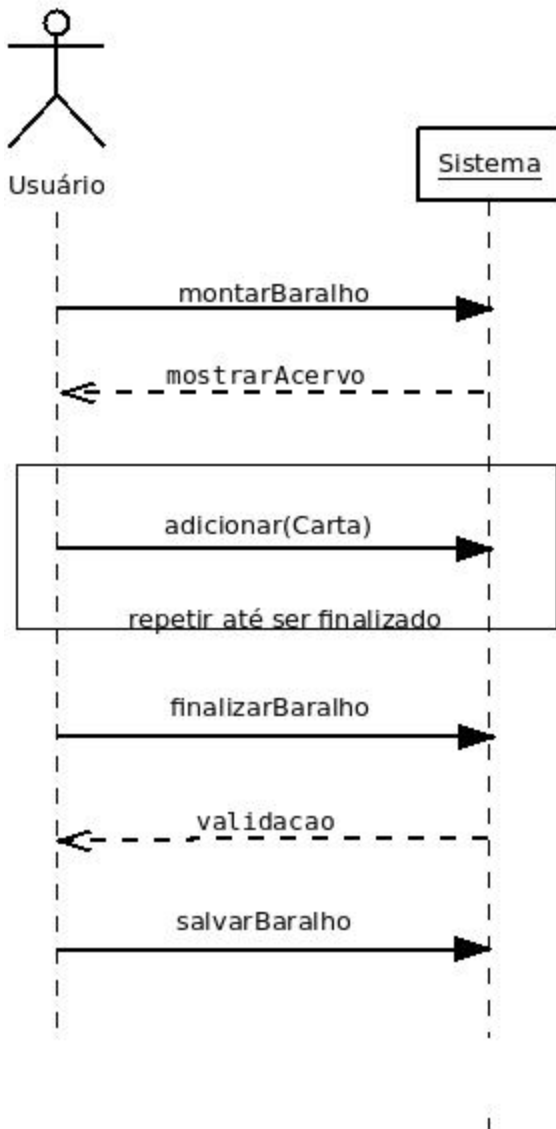 Sistema
Usuário
montarBaralho
mostrarAcervo
adicionar(Carta)
repetir até ser finalizado
finalizarBaralho
validacao
salvarBaralho